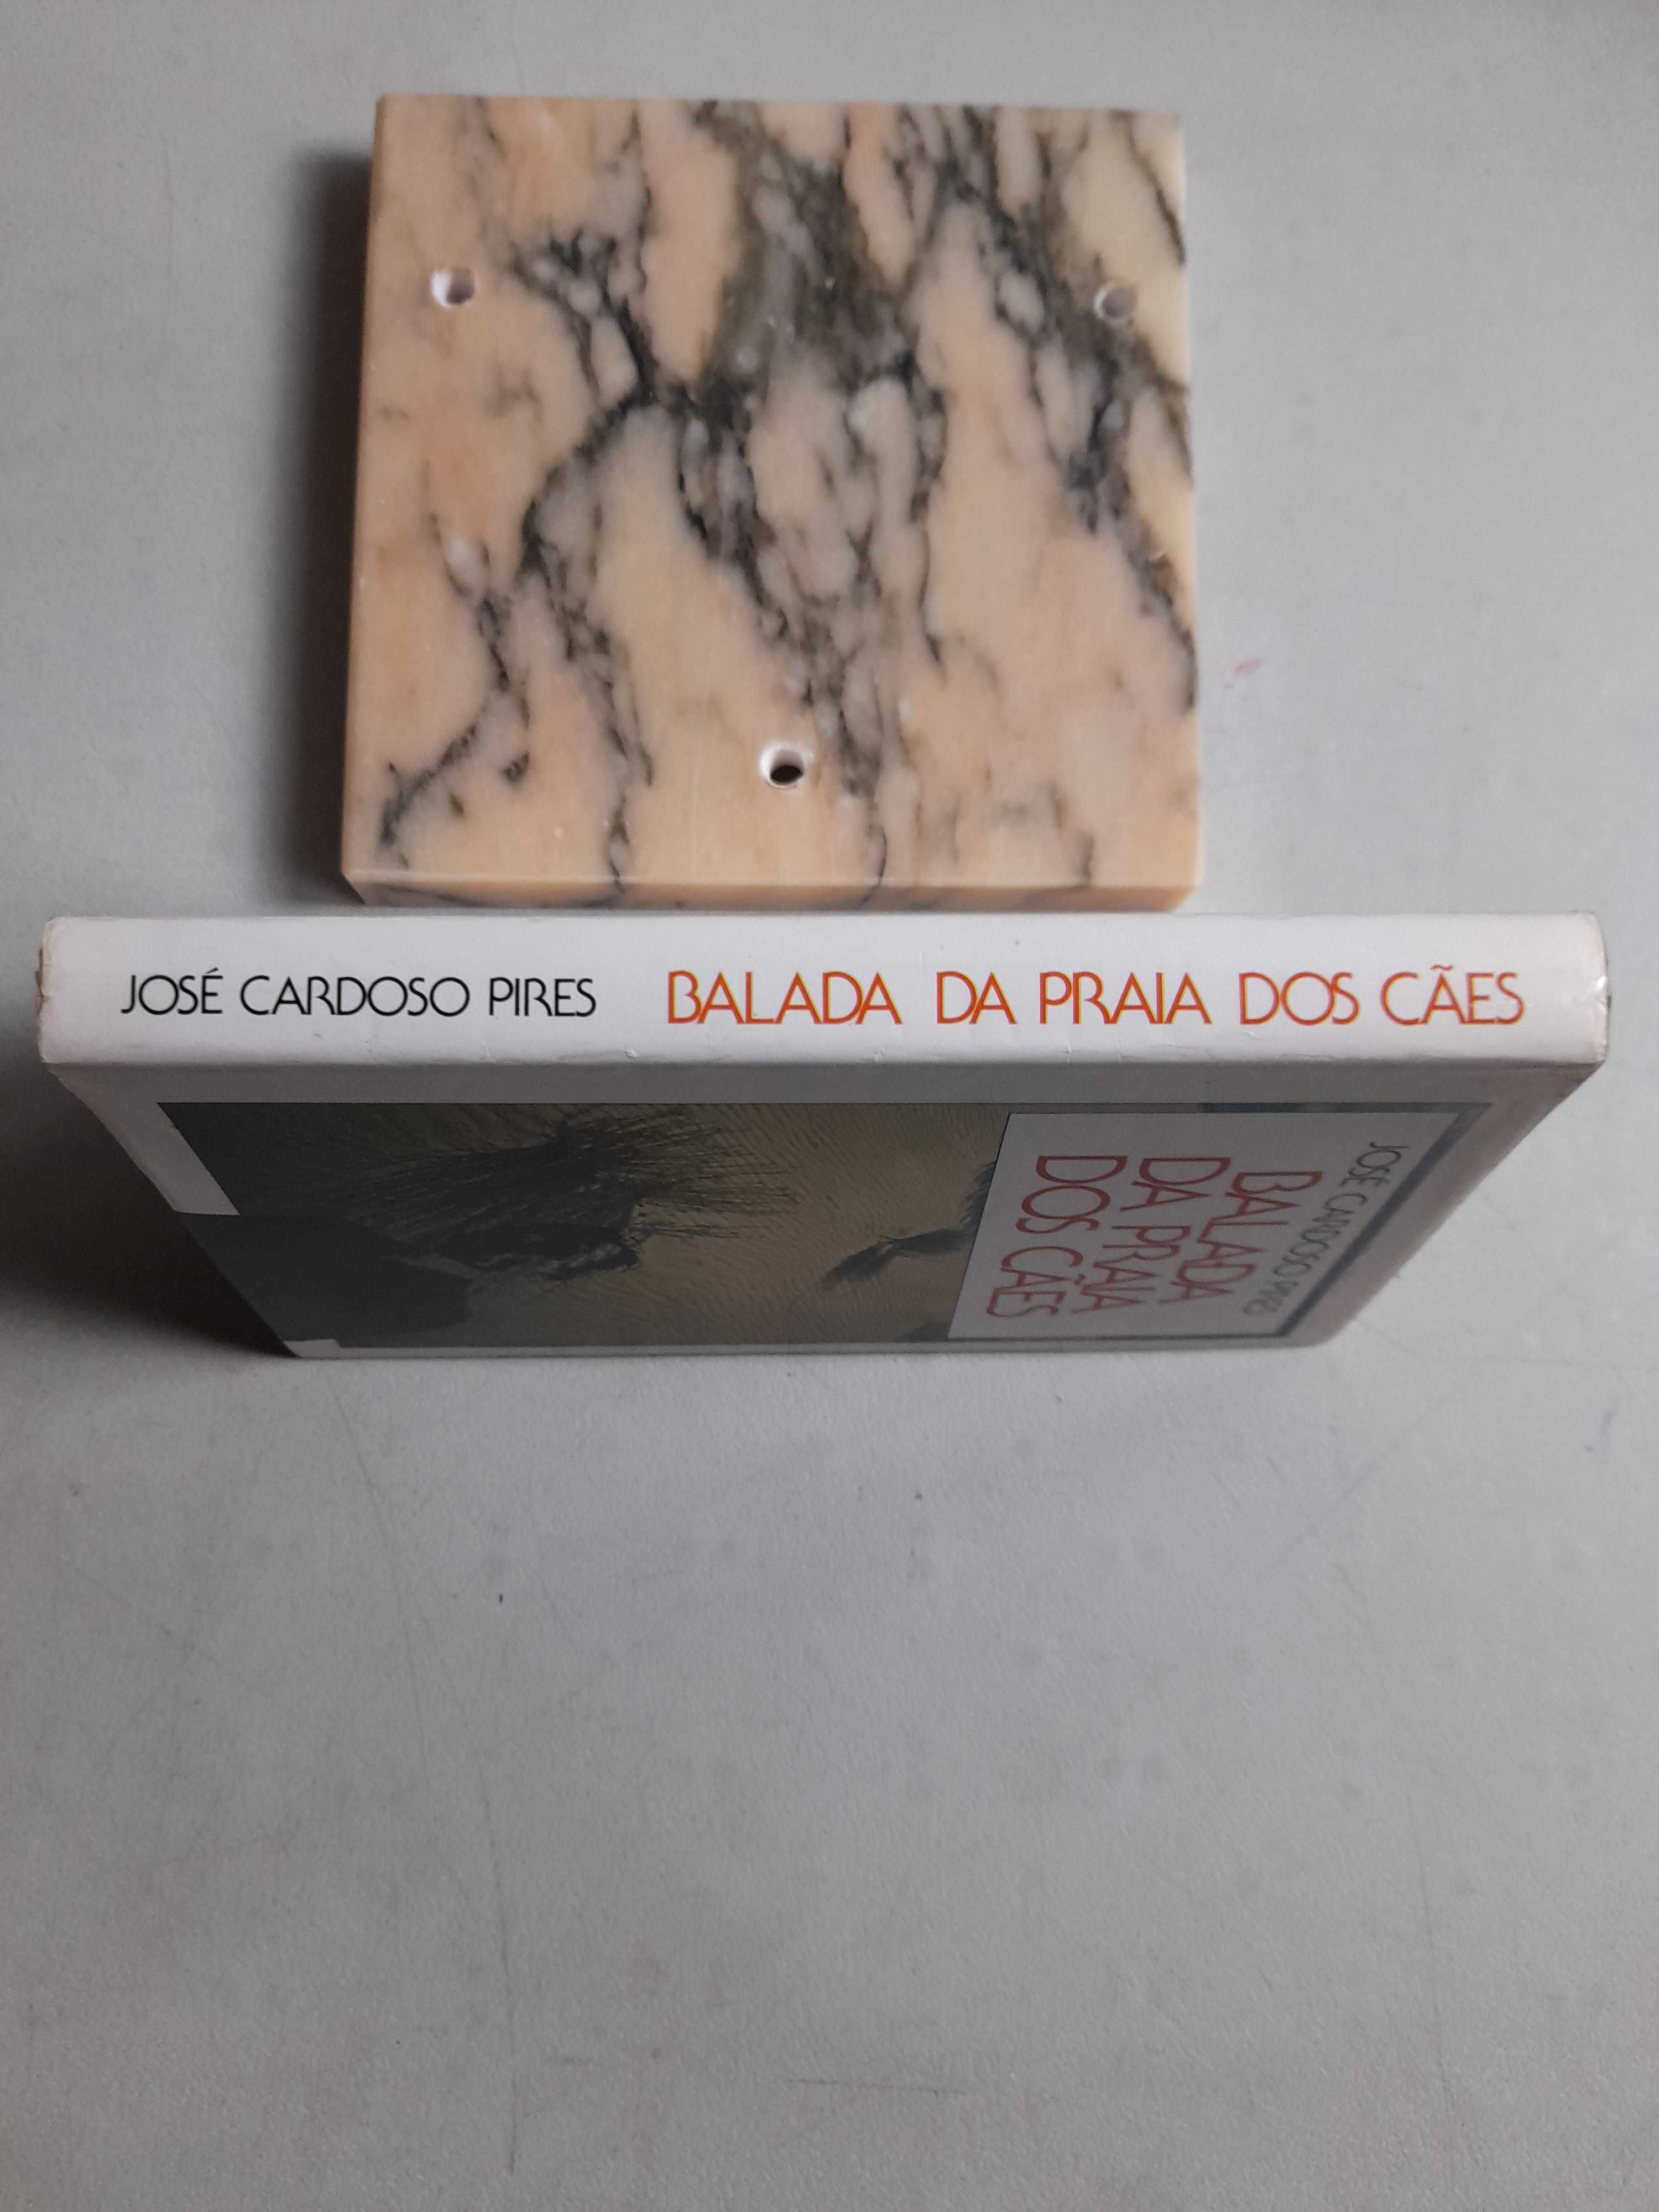 JOSÉ CARDOSO PIRES BALADA DA PRAIA DOS CÃES
JOSÉ CARDOSO PIRES
BALADA
DA PRAIA
DOS CÃES